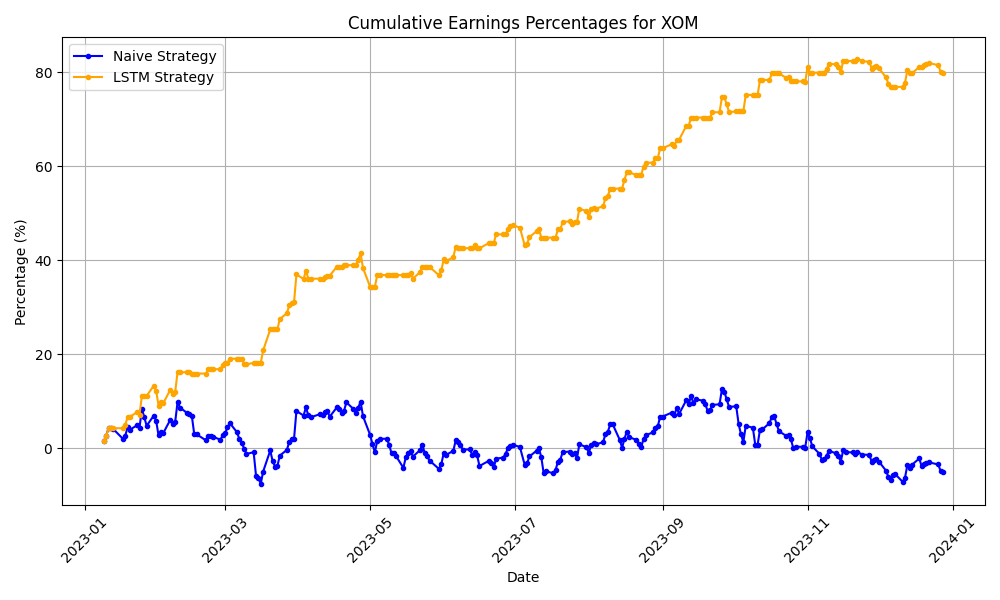 Cumulative Earnings Percentages for XOM
Naive Strategy
LSTM Strategy
Percentage (%)
80
60
40
20
0
2023-01
2023-03
2023-05
2023-07
2023-09
2023-11
2024-01
Date